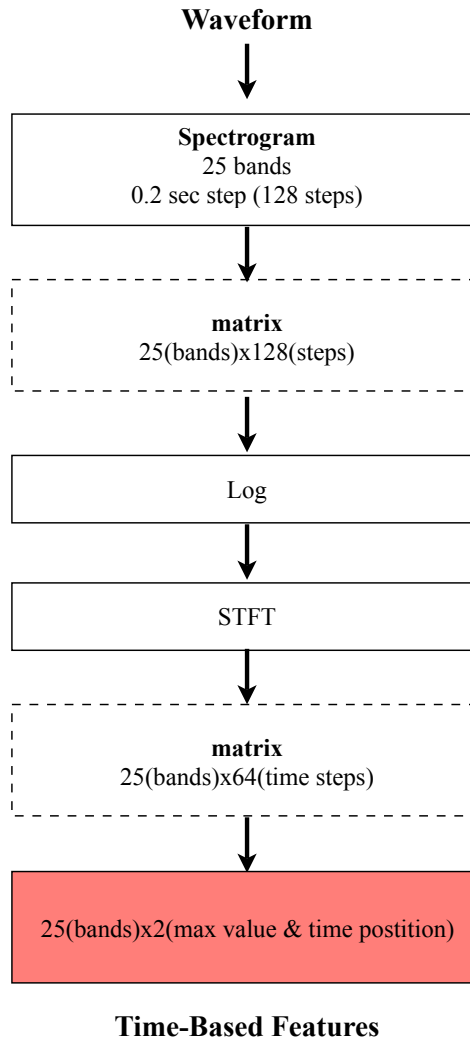 Waveform
Spectrogram
25 bands
0.2 sec step (128 steps)
matrix
25(bands)x128(steps)
Log
STFT
matrix
25(bands)x64(time steps)
25(bands)x2(max value & time postition)
Time-Based Features